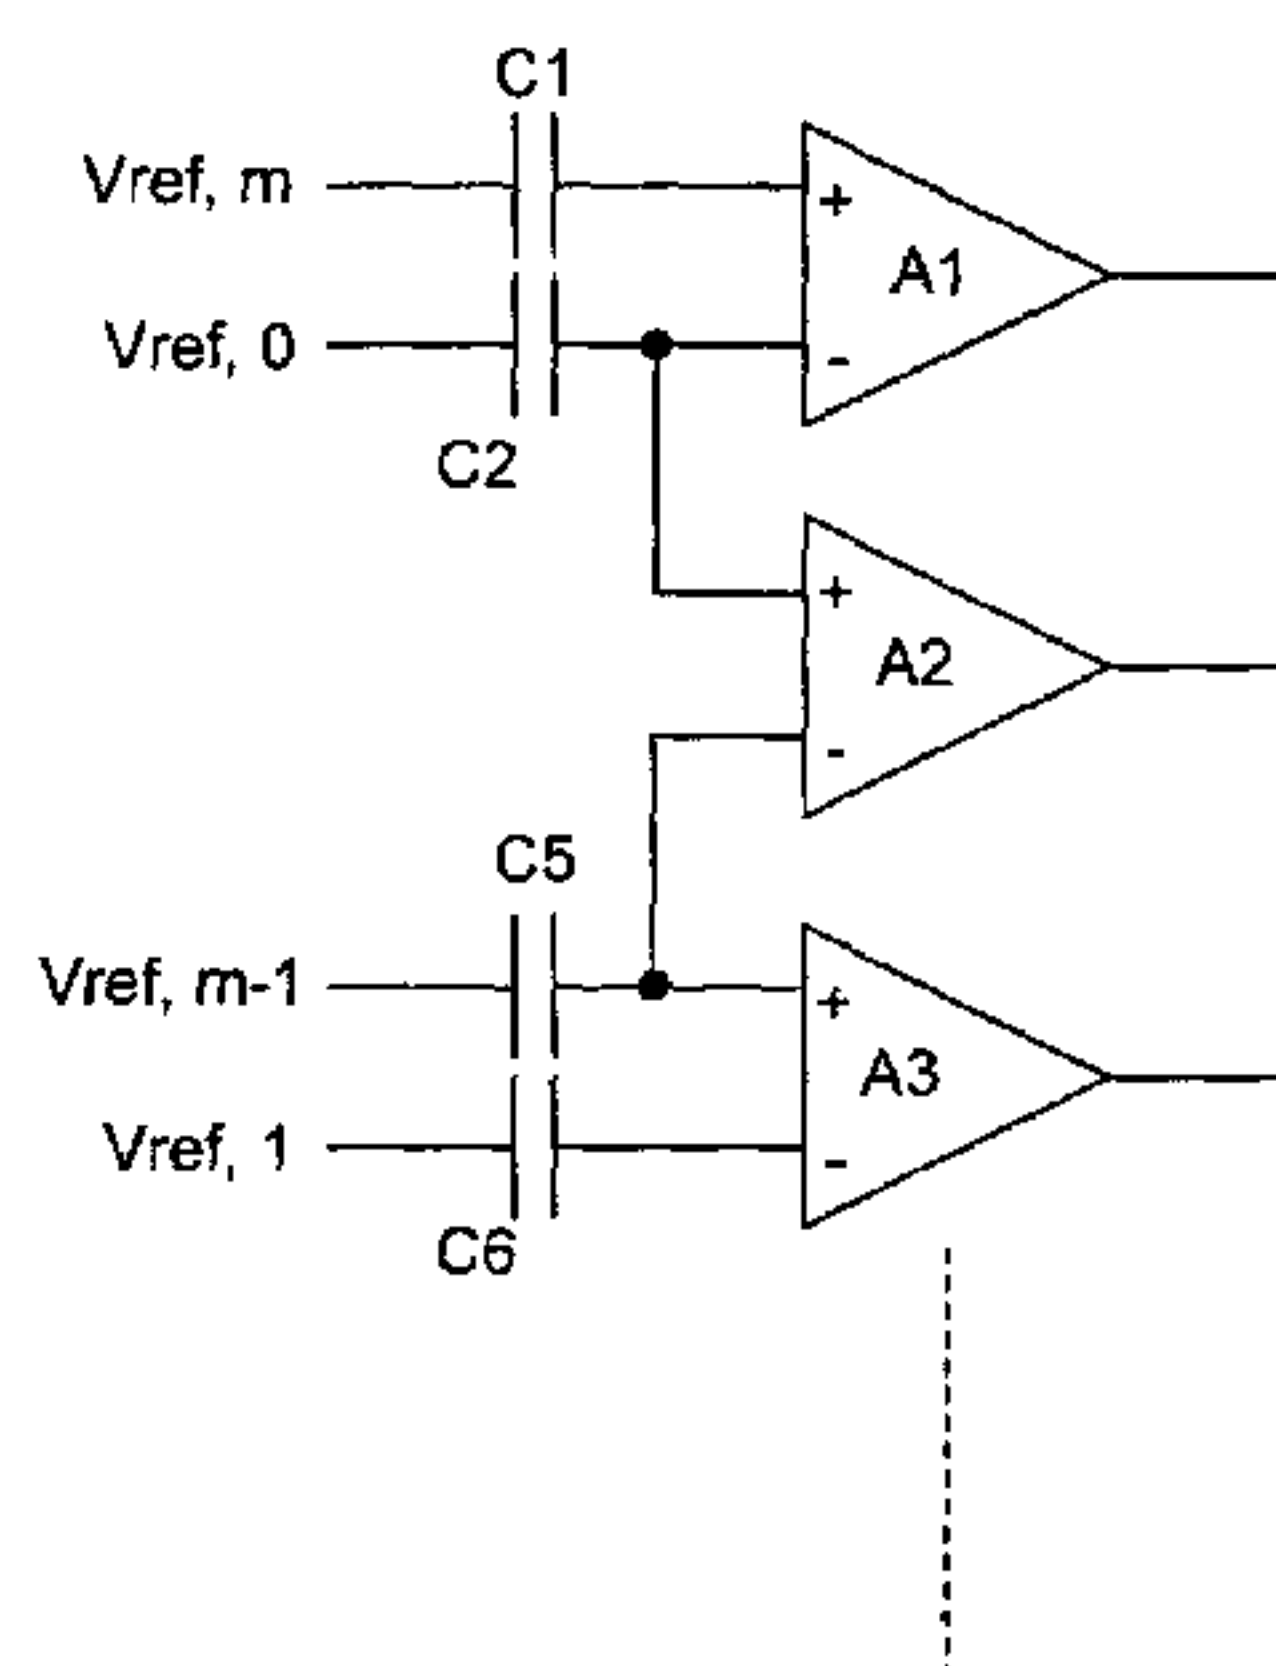 C1
Vref, m
+
A1
Vref, 0
-
C2
+
A2
-
C5
Vref, m-1
+
A3
Vref, 1
-
C6